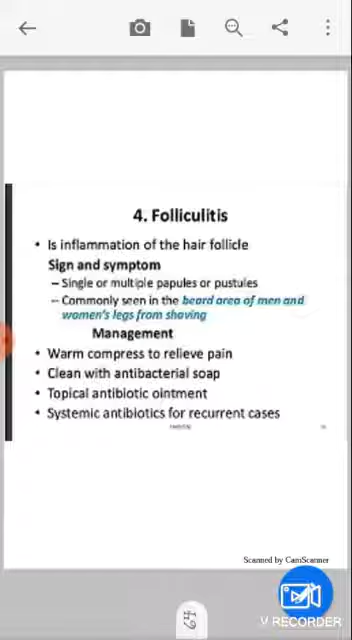 4. Folliculitis
• Is inflammation of the hair follicle
Sign and symptom
– Single or multiple papules or pustules
– Commonly seen in the beard area of men and
women's legs from shaving
Management
• Warm compress to relieve pain
• Clean with antibacterial soap
• Topical antibiotic ointment
• Systemic antibiotics for recurrent cases
Scanned by CamScanner
V RECORDER